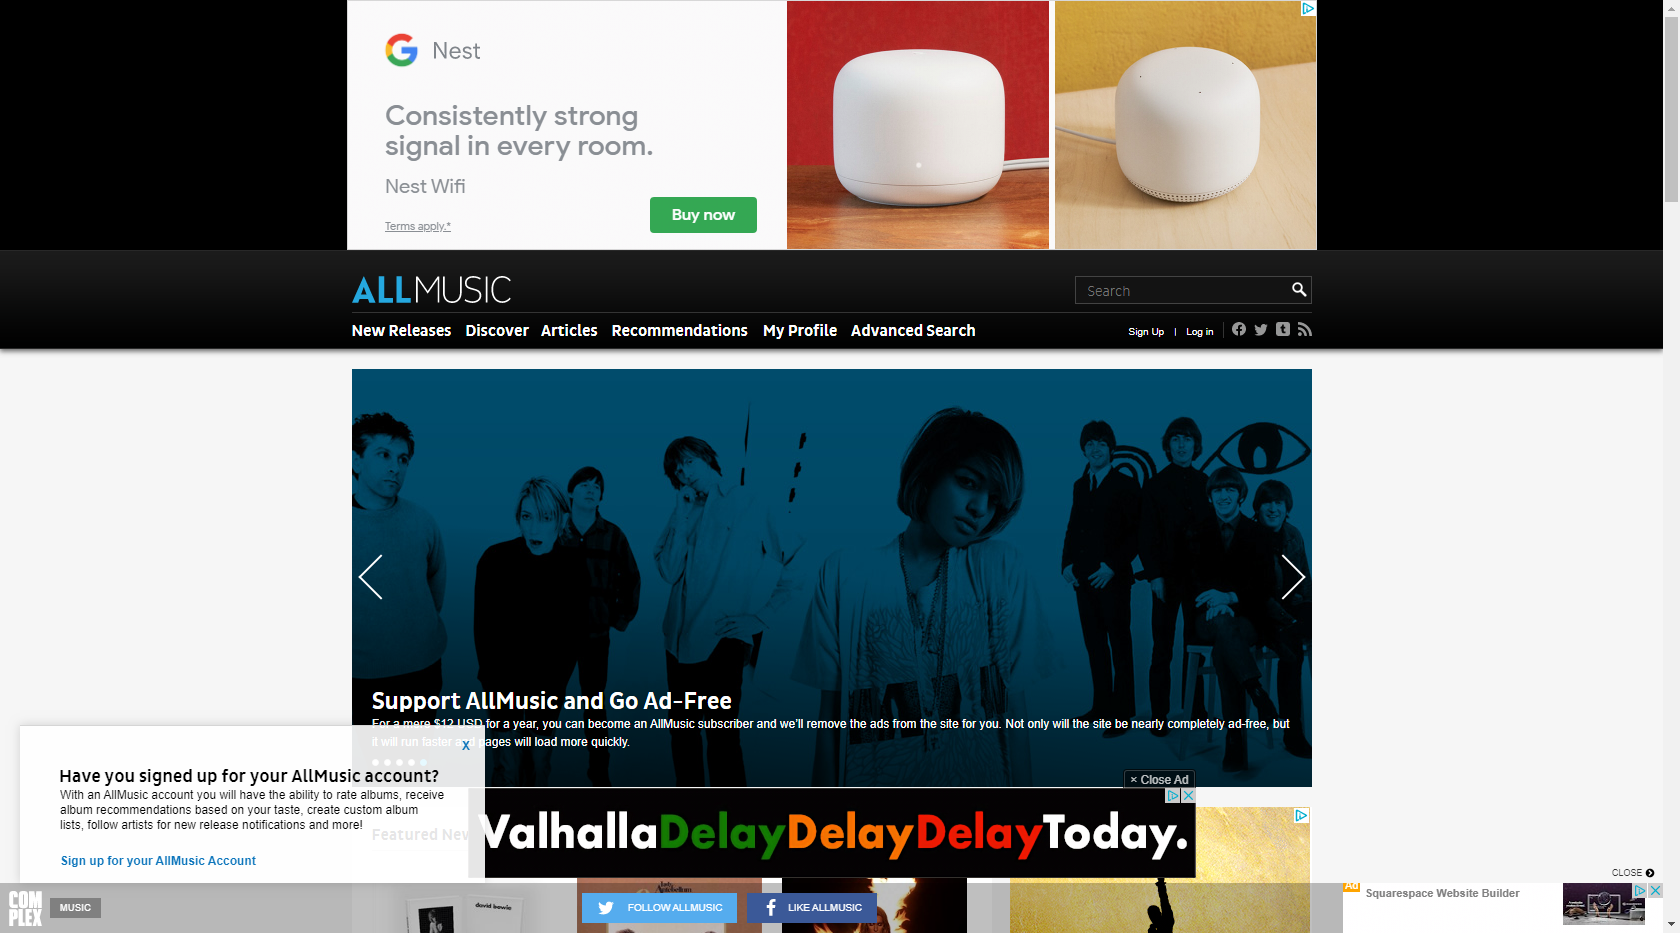 Nest
Consistently strong
signal in every room.
Nest Wifi
Terms apply.*
Buy now
ALLMUSIC
Search
New Releases Discover Articles Recommendations My Profile Advanced Search
Sign Up | Log in
Support AllMusic and Go Ad-Free
For a mere $12 USD for a year, you can become an AllMusic subscriber and we'll remove the ads from the site for you. Not only will the site be nearly completely ad-free, but
it will run faster and pages will load more quickly.
X
Have you signed up for your AllMusic account?
With an AllMusic account you will have the ability to rate albums, receive
album recommendations based on your taste, create custom album
lists, follow artists for new release notifications and more!
Sign up for your AllMusic Account
× Close Ad
Featured New
ValhallaDelayDelayDelayToday.
CLOSE
COM
PLEX
MUSIC
david bowie
Lady
Antebellum
FOLLOW ALLMUSIC
LIKE ALLMUSIC
Ad
Squarespace Website Builder